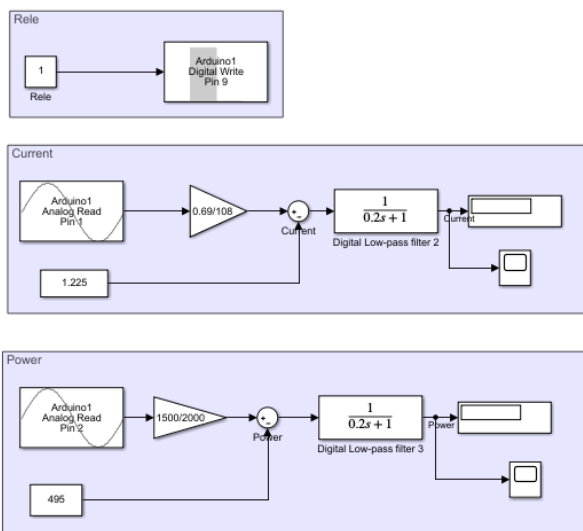 Rele
1
Rele
Arduino1
Digital Write
Pin 9
Current
Arduino1
Analog Read
Pin 1
0.69/108
+
−
Current
1
0.2s + 1
Digital Low-pass filter 2
Current
1.225
Power
Arduino1
Analog Read
Pin 2
1500/2000
+
−
Power
1
0.2s + 1
Digital Low-pass filter 3
Power
495